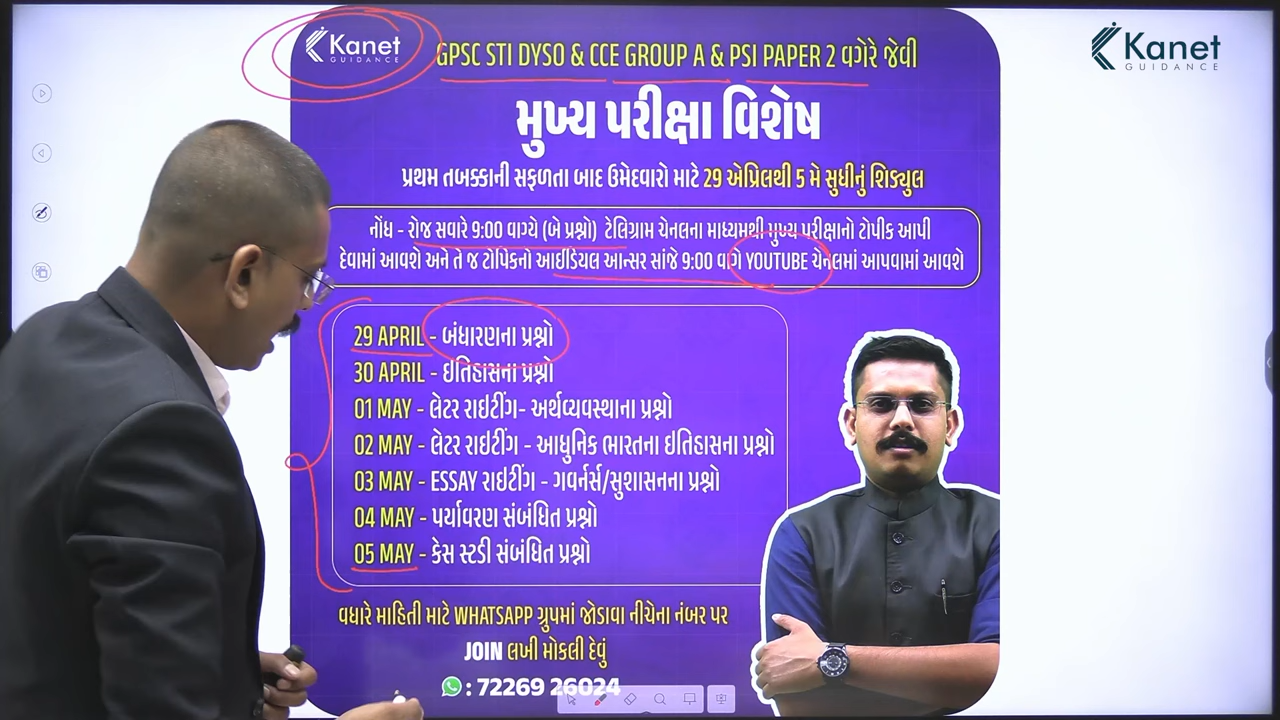 Kanet
GUIDANCE
GPSC STI DYSO & CCE GROUP A & PSI PAPER 2 વગેરે જેવી
Kanet
GUIDANCE
મુખ્ય પરીક્ષા વિશેષ
પ્રથમ તબક્કાની સફળતા બાદ ઉમેદવારો માટે 29 એપ્રિલથી 5 મે સુધીનું શિક્યુલ
નોંધ - રોજ સવારે 9:00 વાગ્યે (બે પ્રશ્નો) ટેલિગ્રામ ચેનલના માધ્યમથી મુખ્ય પરીક્ષાનો ટોપીક આપી
દેવામાં આવશે અને તે જ ટોપિકનો આઈડિયલ આન્સર સાંજે 9:00 વાગે YOUTUBE ચેનલમાં આપવામાં આવશે
29 APRIL - બંધારણના પ્રશ્નો
30 APRIL - ઇતિહાસના પ્રશ્નો
01 MAY - લેટર રાઇટીંગ- અર્થવ્યવસ્થાના પ્રશ્નો
02 MAY - લેટર રાઇટીંગ - આધુનિક ભારતના ઇતિહાસના પ્રશ્નો
03 MAY - ESSAY રાઇટીંગ - ગવર્નર્સ/સુશાસનના પ્રશ્નો
04 MAY - પર્યાવરણ સંબંધિત પ્રશ્નો
05 MAY - કેસ સ્ટડી સંબંધિત પ્રશ્નો
વધારે માહિતી માટે WHATSAPP ગ્રુપમાં જોડાવા નીચેના નંબર પર
JOIN લખી મોકલી દેવું
: 72269 26024